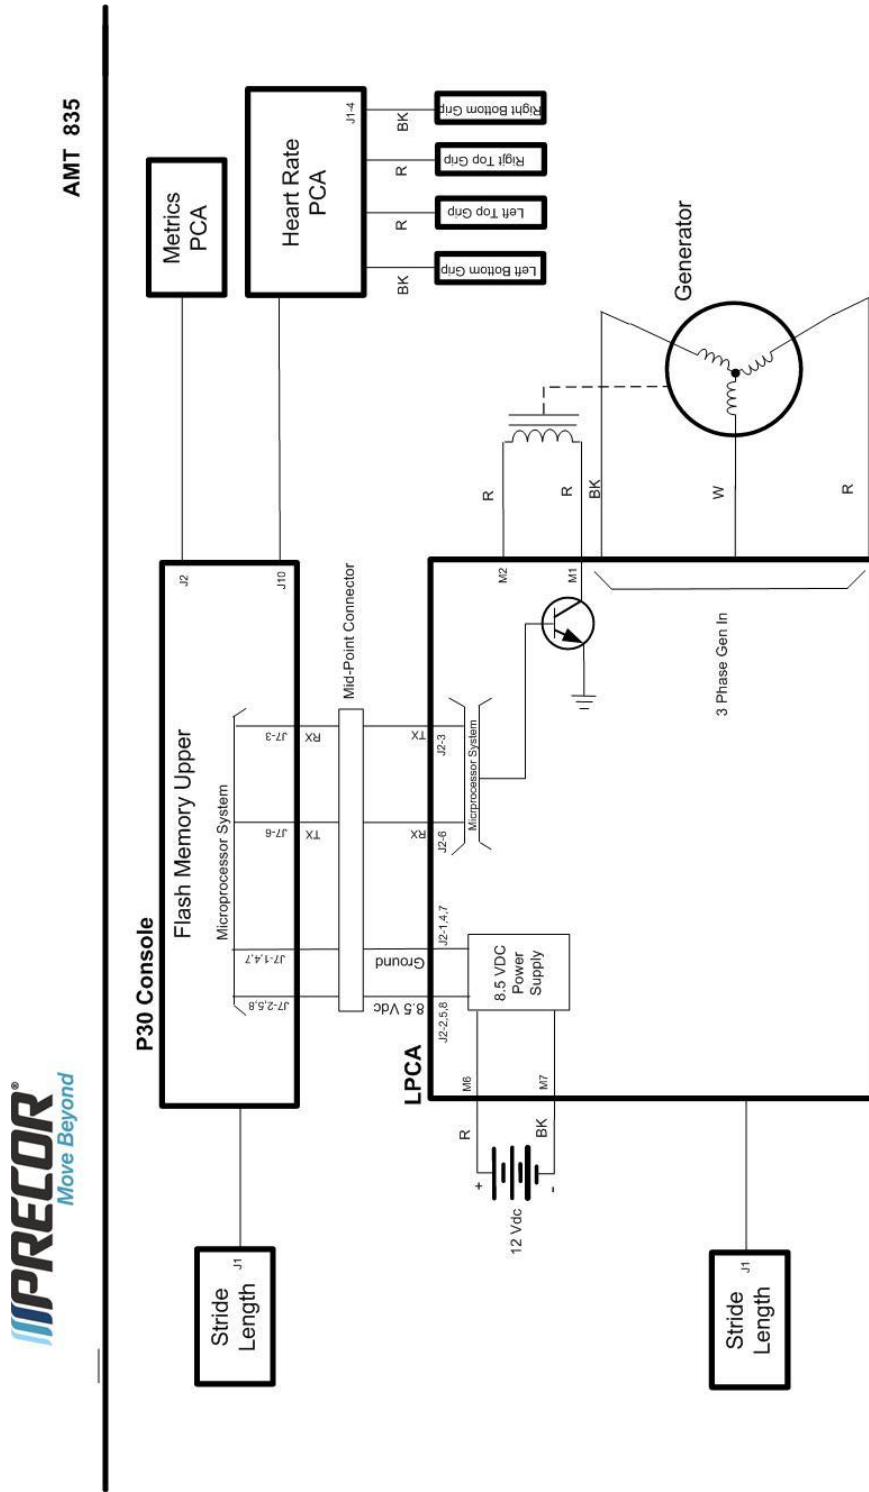 PRECOR®
Move Beyond
AMT 835
P30 Console
Flash Memory Upper
Microprocessor System
J7-2,5,8
J7-1,4,7
J7-6
J7-3
J2
J10
TX
RX
Metrics
PCA
Heart Rate
PCA
J1-4
BK
R
R
BK
Left Bottom Grip
Left Top Grip
Rigjt Top Grip
Right Bottom Grip
Stride
Length
J1
Mid-Point Connector
8.5 Vdc
Ground
RX
TX
LPCA
J2-2,5,8
J2-1,4,7
J2-6
J2-3
Micrprocessor System
8.5 VDC
Power
Supply
M6
M7
R
BK
+
-
12 Vdc
M2
M1
R
R
BK
W
R
3 Phase Gen In
Generator
Stride
Length
J1